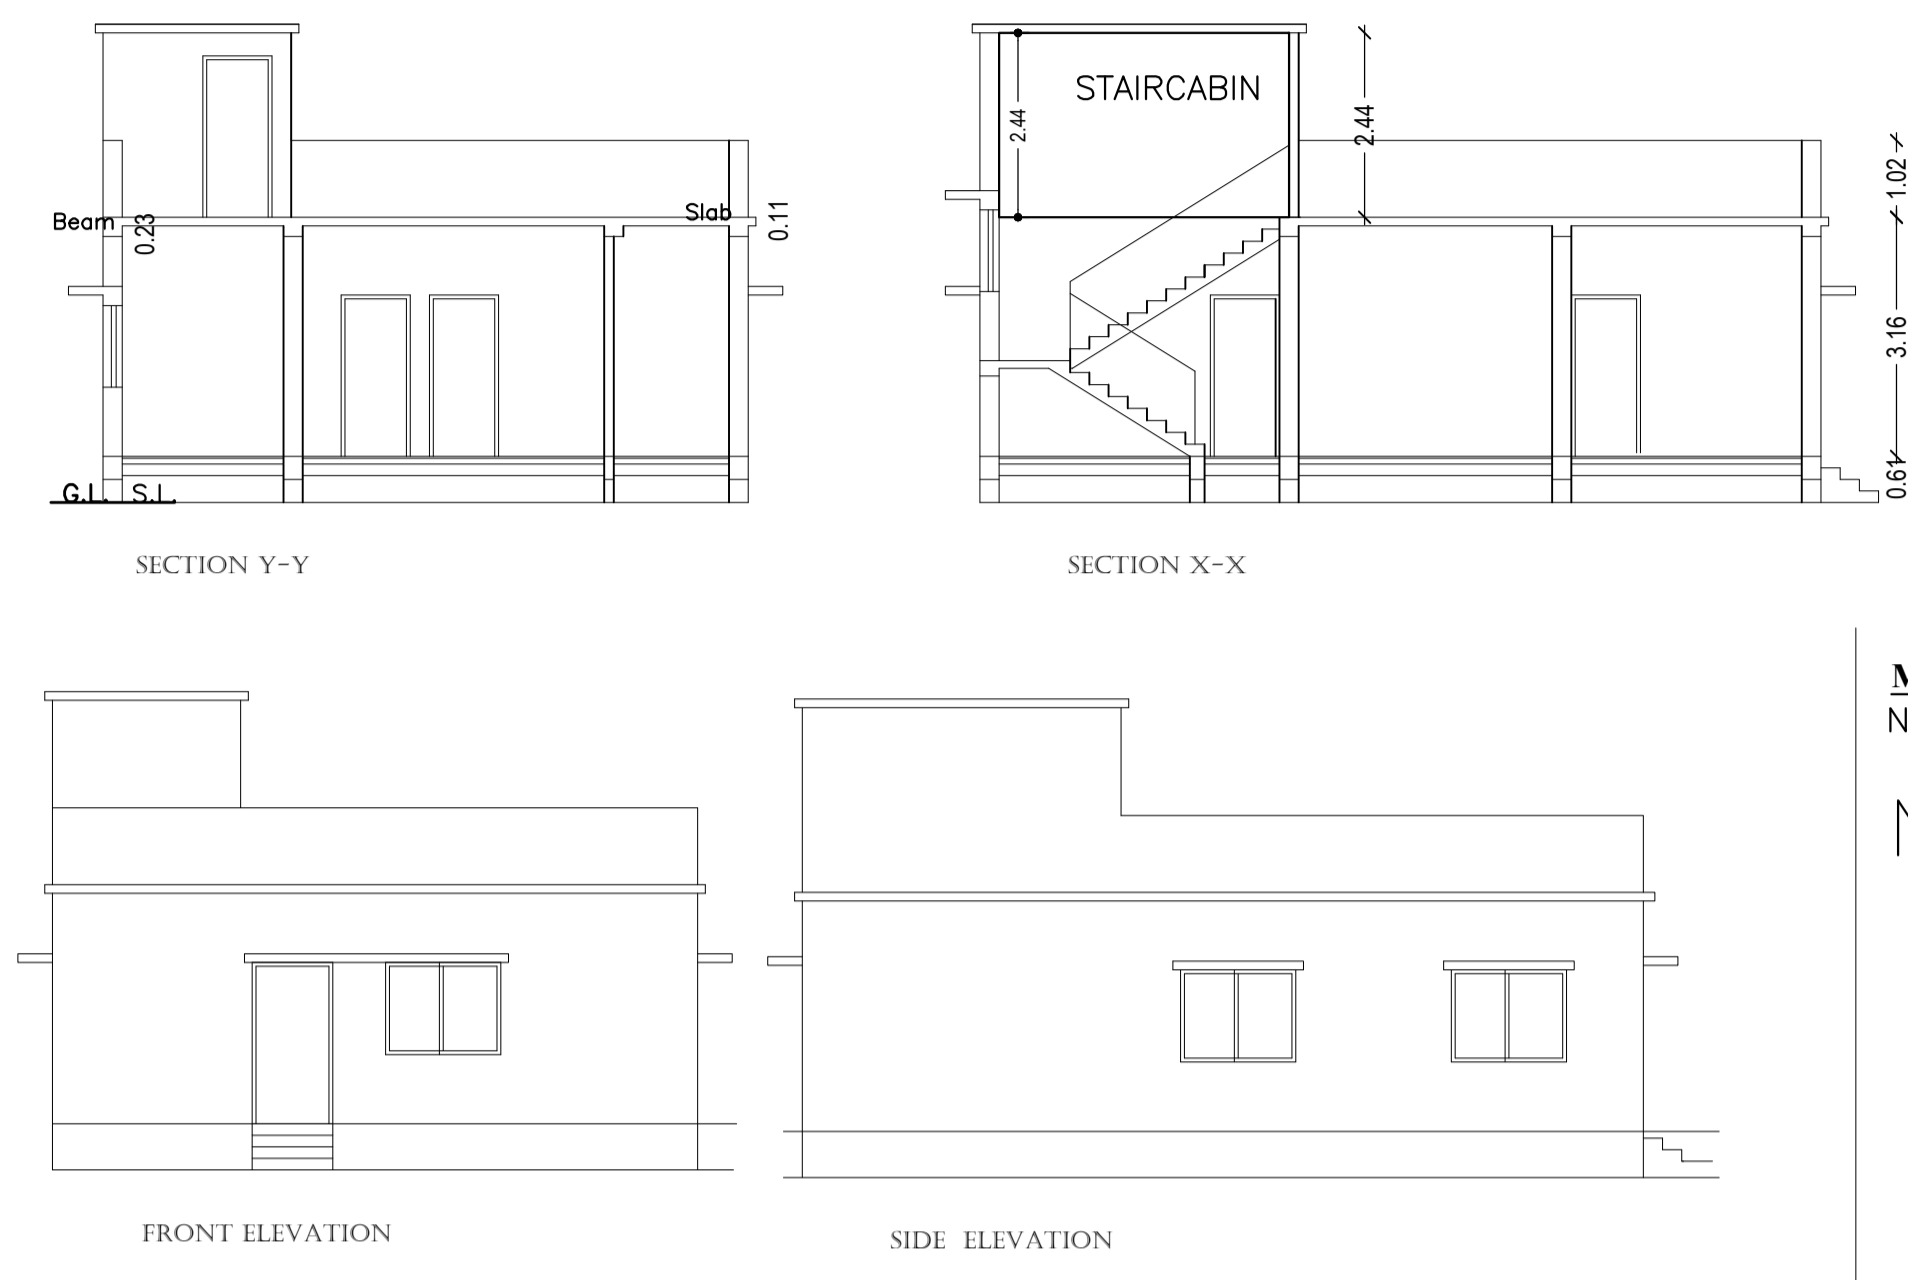 STAIRCABIN
2.44
2.44
1.02
Beam
0.23
Slab
0.11
3.16
G.L.
S.L.
0.61
SECTION Y-Y
SECTION X-X
FRONT ELEVATION
SIDE ELEVATION